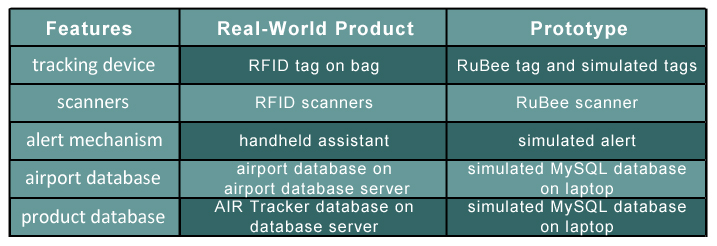 Features Real-World Product Prototype
tracking device RFID tag on bag RuBee tag and simulated tags
scanners RFID scanners RuBee scanner
alert mechanism handheld assistant simulated alert
airport database airport database on airport database server simulated MySQL database on laptop
product database AIR Tracker database on database server simulated MySQL database on laptop